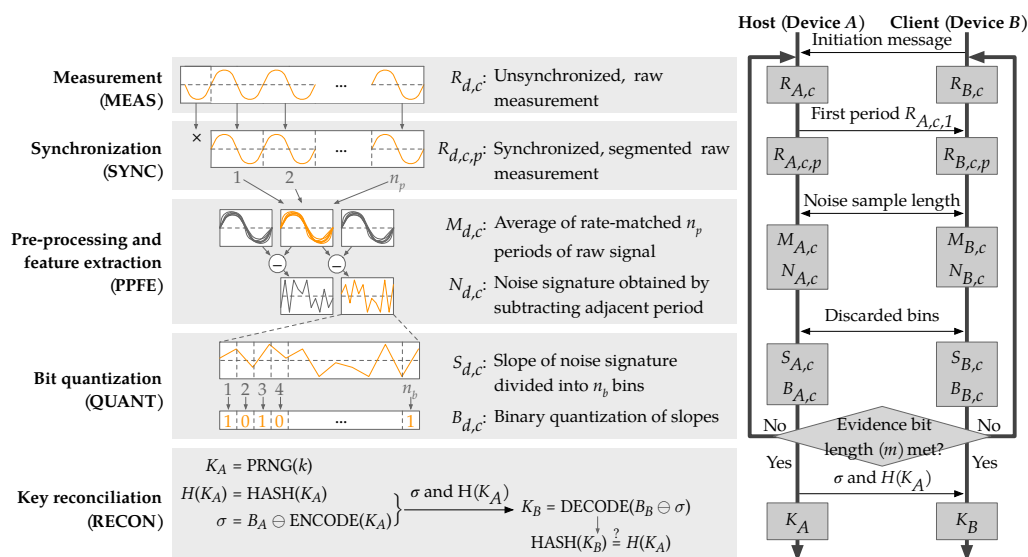 Measurement
(MEAS)
...
R_{d,c}: Unsynchronized, raw
measurement
×
Synchronization
(SYNC)
...
R_{d,c,p}: Synchronized, segmented raw
measurement
1 2 n_p
Pre-processing and
feature extraction
(PPFE)
− −
M_{d,c}: Average of rate-matched n_p
periods of raw signal
N_{d,c}: Noise signature obtained by
subtracting adjacent period
Bit quantization
(QUANT)
1 2 3 4 n_b
1 0 1 0 ... 1
S_{d,c}: Slope of noise signature
divided into n_b bins
B_{d,c}: Binary quantization of slopes
Key reconciliation
(RECON)
K_A = PRNG(k)
H(K_A) = HASH(K_A)
σ = B_A ⊖ ENCODE(K_A)
σ and H(K_A)
K_B = DECODE(B_B ⊖ σ)
HASH(K_B) ≟ H(K_A)
Host (Device A) Client (Device B)
Initiation message
R_{A,c} R_{B,c}
First period R_{A,c,1}
R_{A,c,p} R_{B,c,p}
Noise sample length
M_{A,c} M_{B,c}
N_{A,c} N_{B,c}
Discarded bins
S_{A,c} S_{B,c}
B_{A,c} B_{B,c}
No No
Evidence bit
length (m) met?
Yes Yes
σ and H(K_A)
K_A K_B